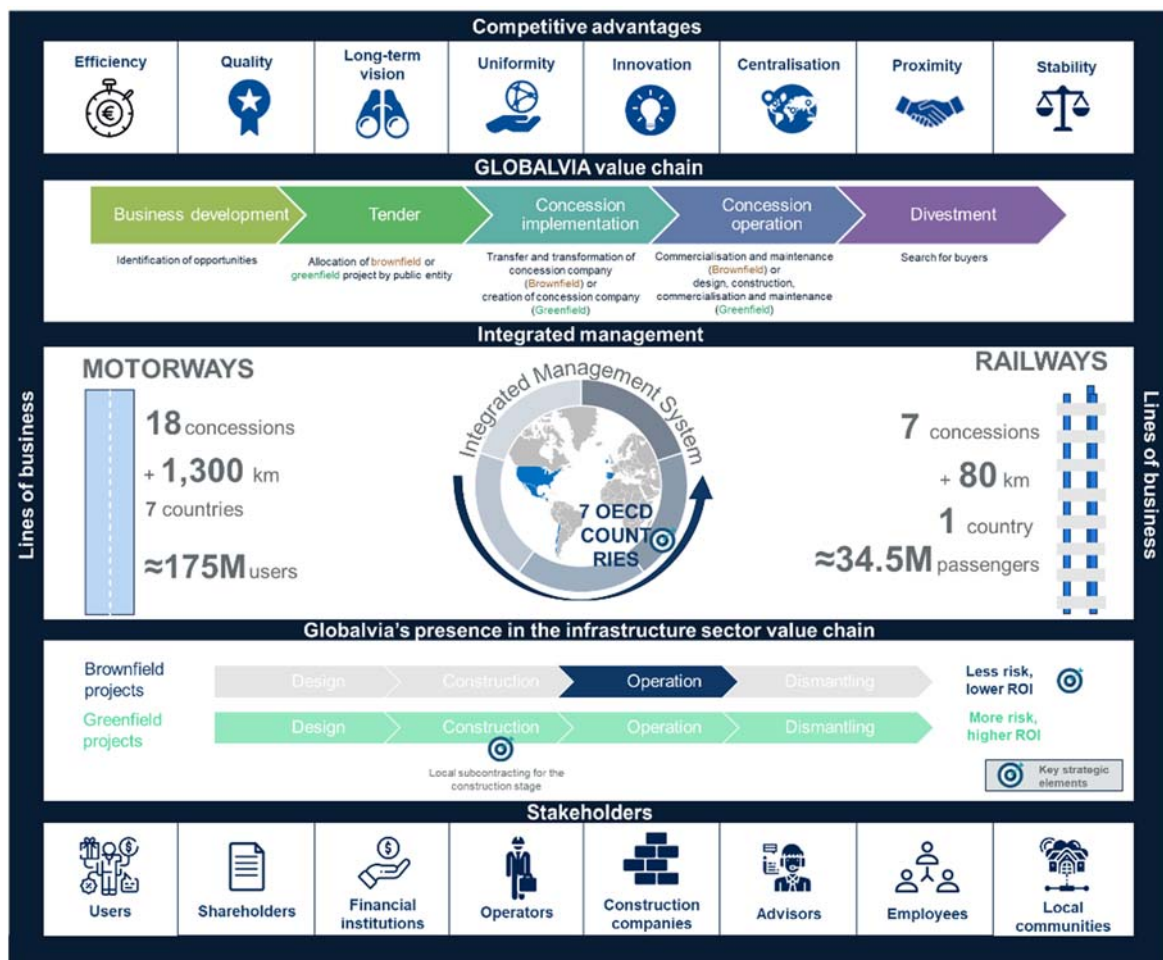 Competitive advantages
Efficiency
Quality
Long-term
vision
Uniformity
Innovation
Centralisation
Proximity
Stability
GLOBALVIA value chain
Business development
Tender
Concession
implementation
Concession
operation
Divestment
Identification of opportunities
Allocation of brownfield or
greenfield project by public entity
Transfer and transformation of
concession company
(Brownfield) or
creation of concession company
(Greenfield)
Commercialisation and maintenance
(Brownfield) or
design, construction,
commercialisation and maintenance
(Greenfield)
Search for buyers
Integrated management
Lines of business
MOTORWAYS
18 concessions
+ 1,300 km
7 countries
≈175M users
Integrated Management System
7 OECD
COUNT
RIES
RAILWAYS
7 concessions
+ 80 km
1 country
≈34.5M passengers
Lines of business
Globalvia's presence in the infrastructure sector value chain
Brownfield
projects
Design
Construction
Operation
Dismantling
Less risk,
lower ROI
Greenfield
projects
Design
Construction
Operation
Dismantling
More risk,
higher ROI
Local subcontracting for the
construction stage
Key strategic
elements
Stakeholders
Users
Shareholders
Financial
institutions
Operators
Construction
companies
Advisors
Employees
Local
communities